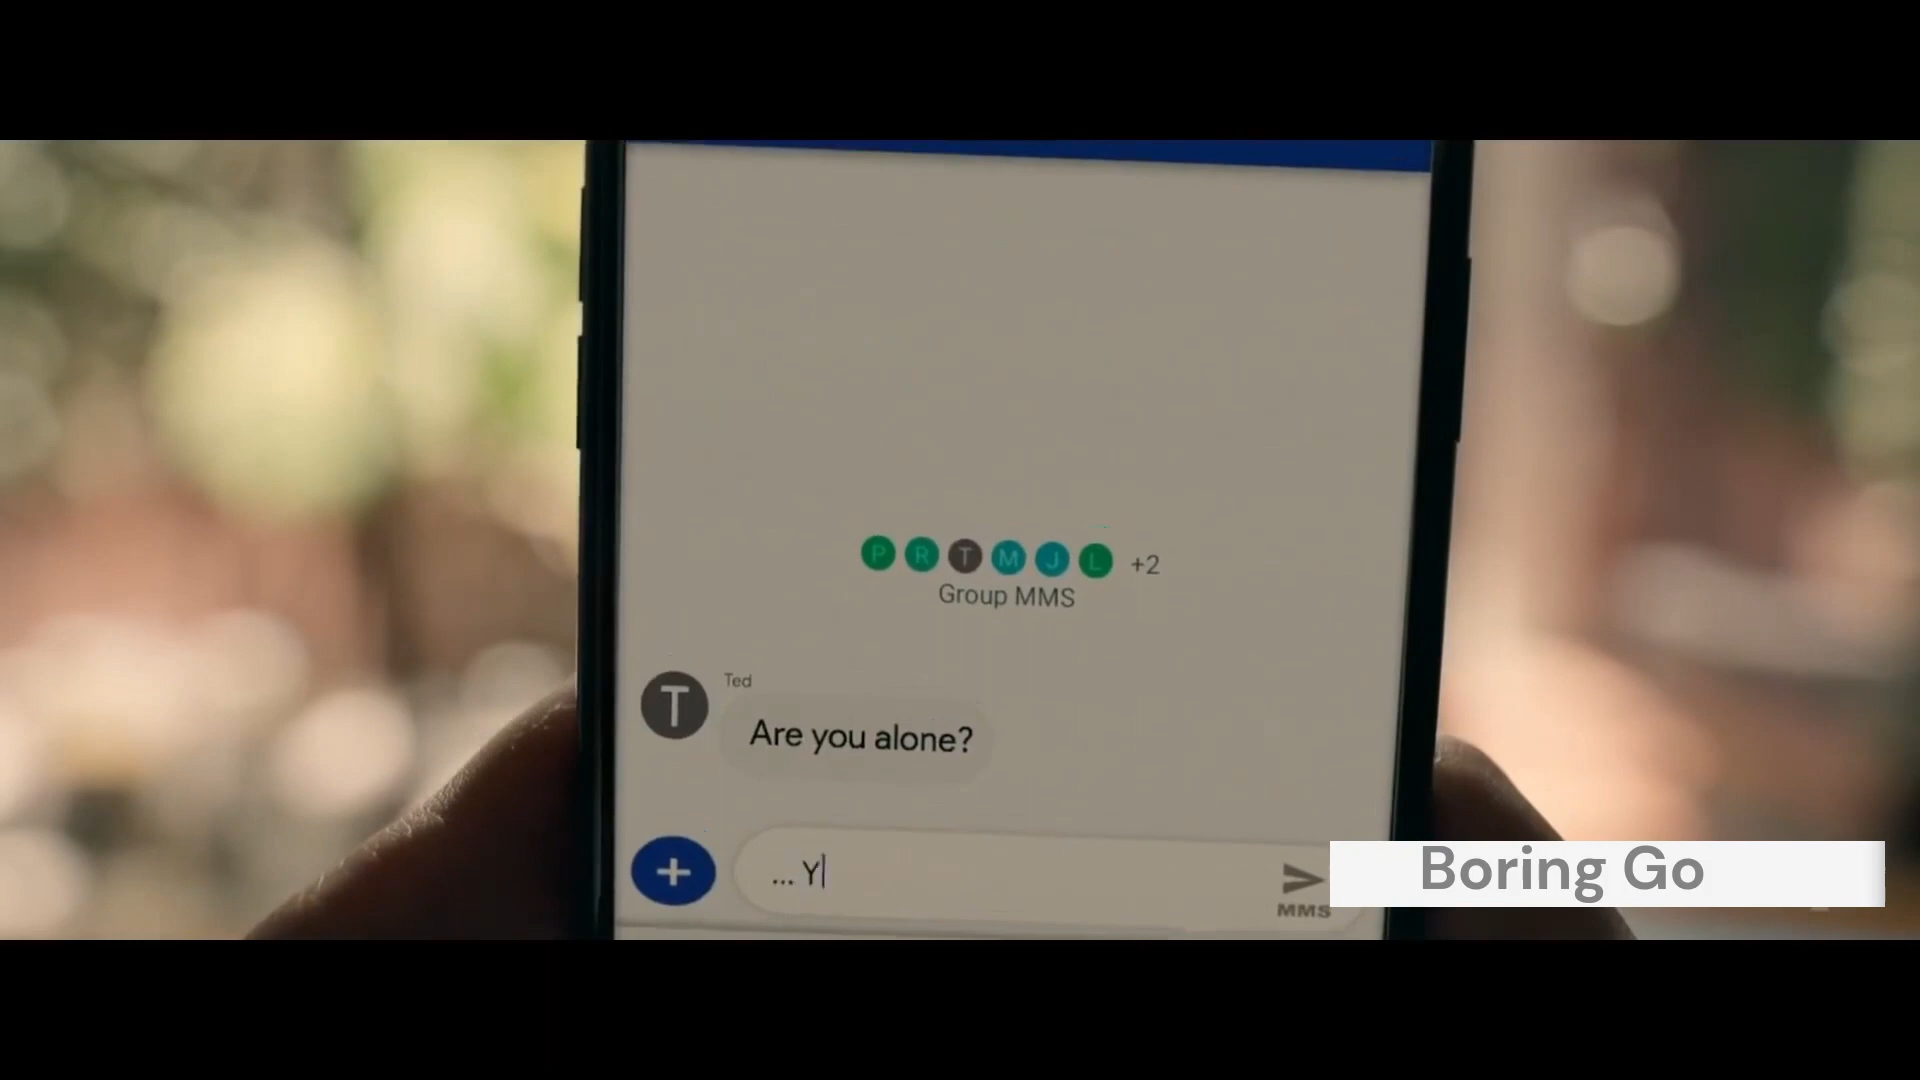 P R T M J L +2
Group MMS
Ted
T
Are you alone?
+
... Y
MMS
Boring Go